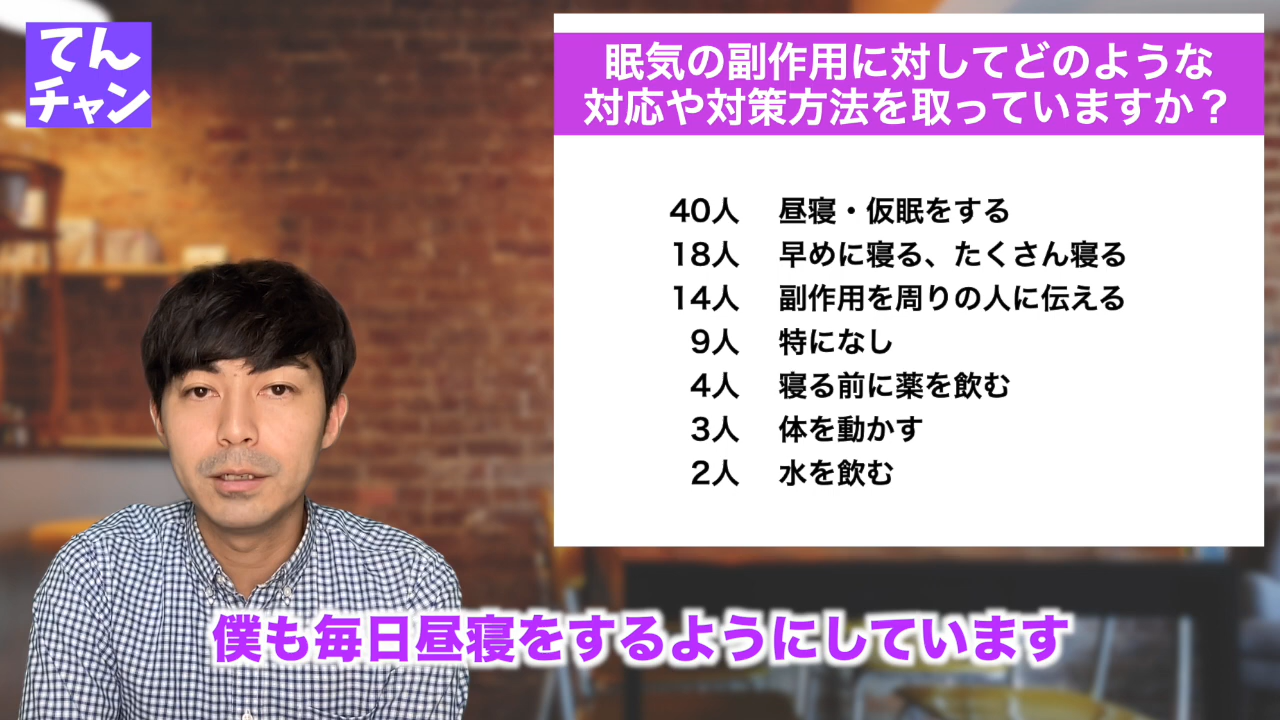 てん
チャン
眠気の副作用に対してどのような
対応や対策方法を取っていますか？
40人 昼寝・仮眠をする
18人 早めに寝る、たくさん寝る
14人 副作用を周りの人に伝える
9人 特になし
4人 寝る前に薬を飲む
3人 体を動かす
2人 水を飲む
僕も毎日昼寝をするようにしています